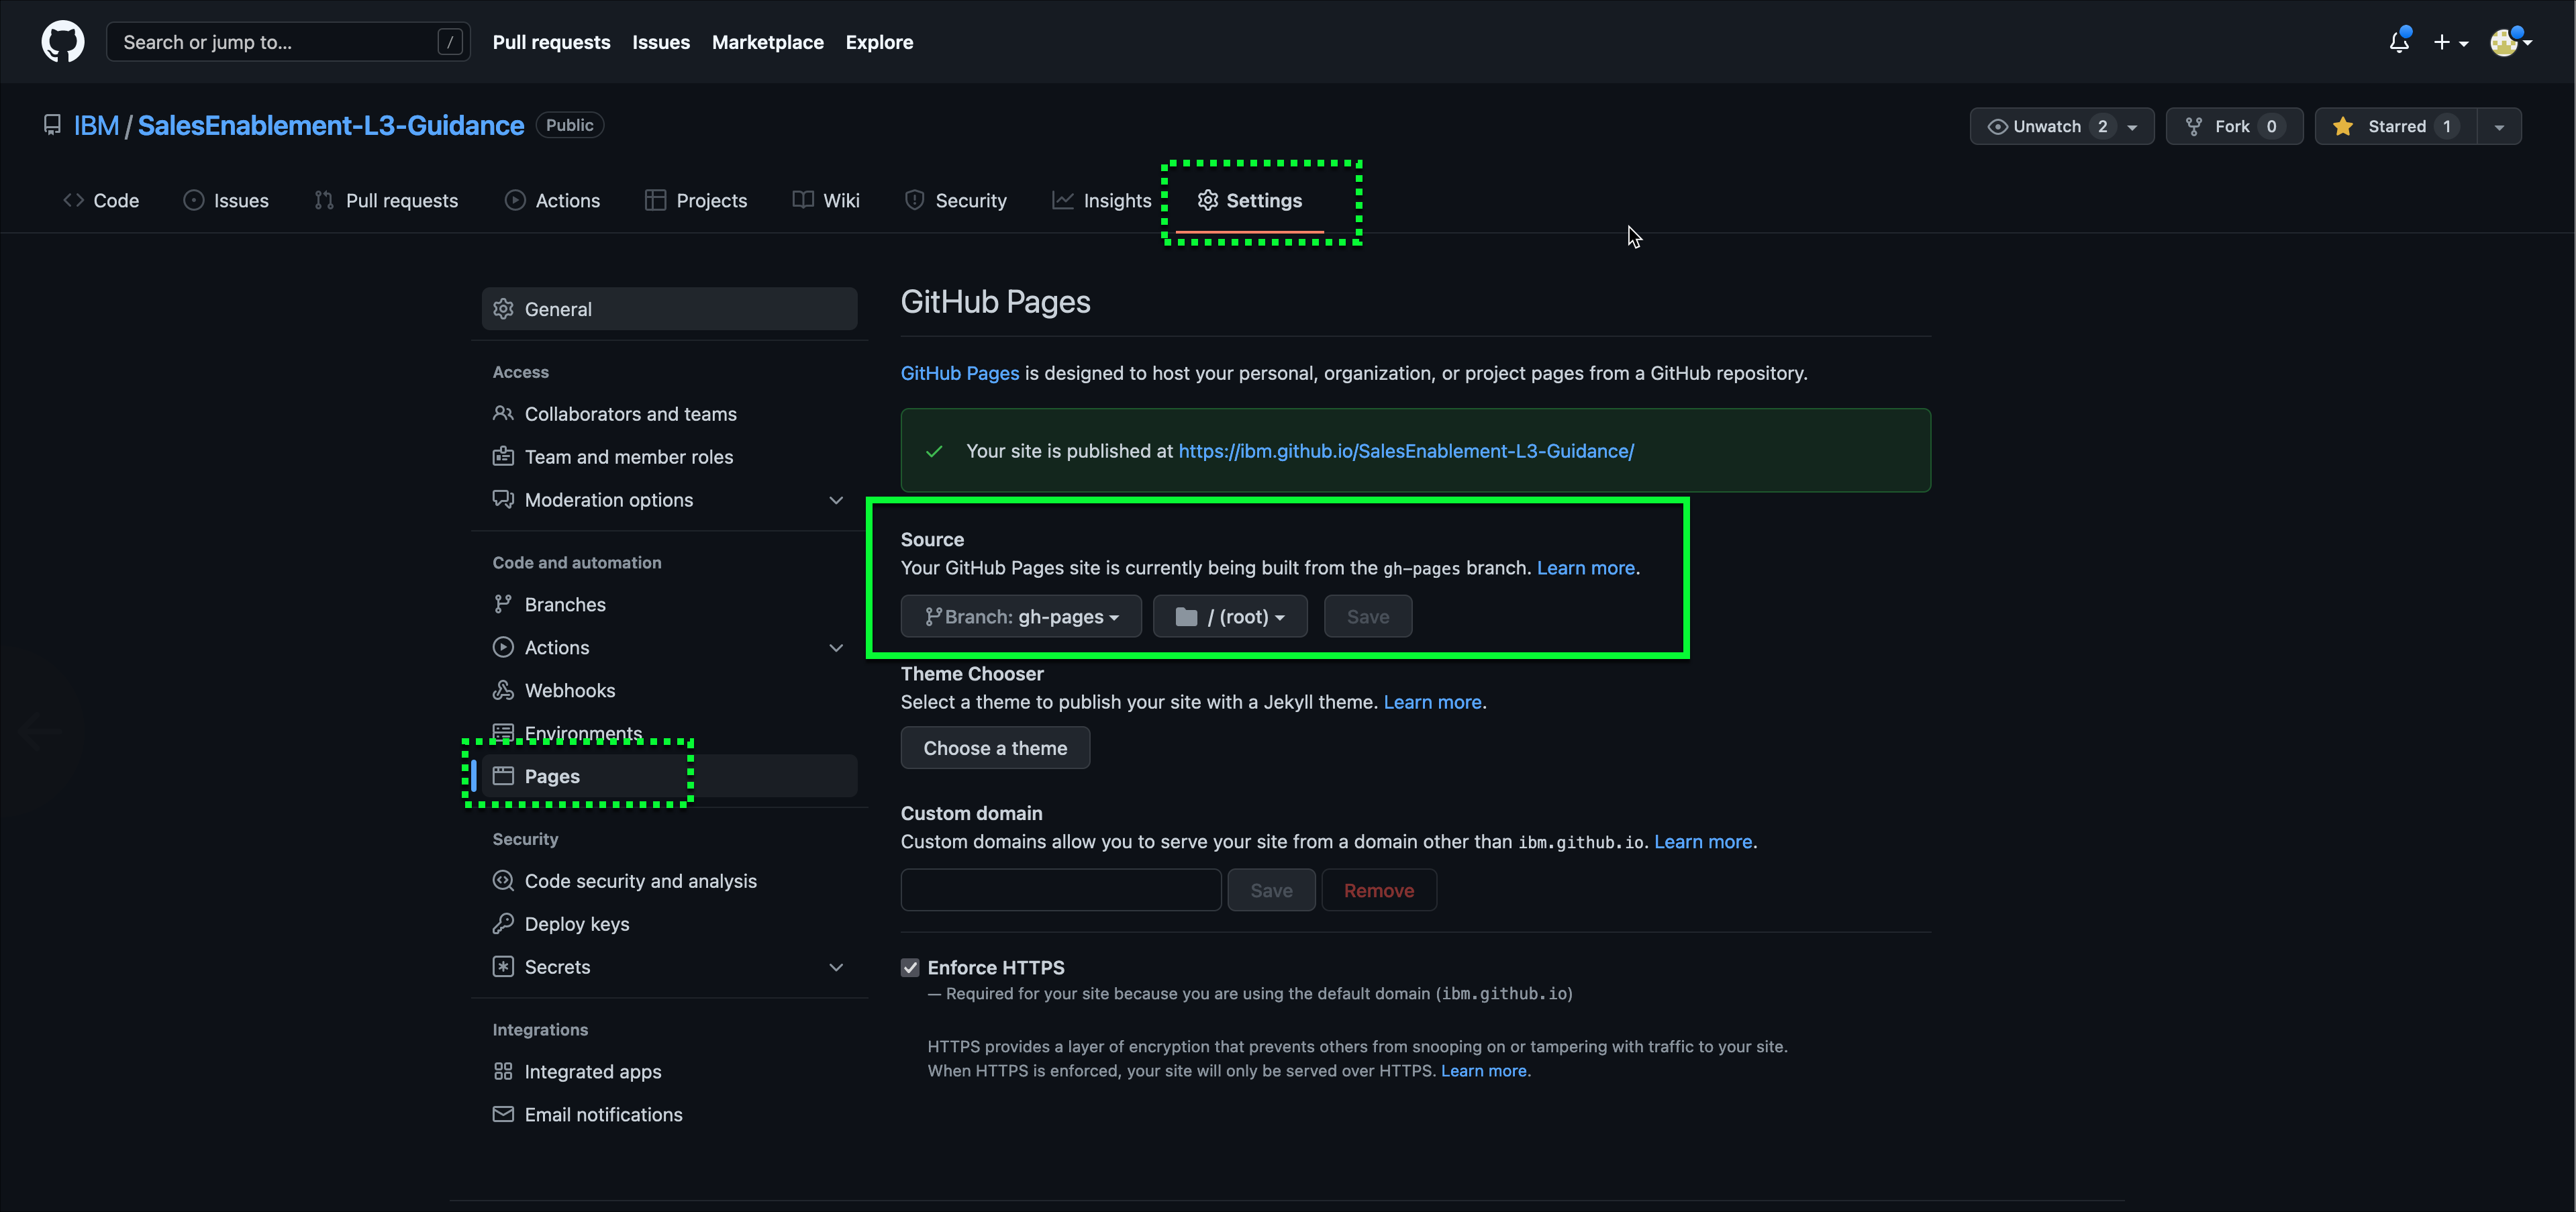 Search or jump to... /
Pull requests Issues Marketplace Explore
IBM / SalesEnablement-L3-Guidance Public
Unwatch 2 Fork 0 Starred 1
Code Issues Pull requests Actions Projects Wiki Security Insights Settings
General
Access
Collaborators and teams
Team and member roles
Moderation options
Code and automation
Branches
Actions
Webhooks
Environments
Pages
Security
Code security and analysis
Deploy keys
Secrets
Integrations
Integrated apps
Email notifications
GitHub Pages
GitHub Pages is designed to host your personal, organization, or project pages from a GitHub repository.
Your site is published at https://ibm.github.io/SalesEnablement-L3-Guidance/
Source
Your GitHub Pages site is currently being built from the gh-pages branch. Learn more.
Branch: gh-pages / (root) Save
Theme Chooser
Select a theme to publish your site with a Jekyll theme. Learn more.
Choose a theme
Custom domain
Custom domains allow you to serve your site from a domain other than ibm.github.io. Learn more.
Save Remove
Enforce HTTPS
— Required for your site because you are using the default domain (ibm.github.io)
HTTPS provides a layer of encryption that prevents others from snooping on or tampering with traffic to your site.
When HTTPS is enforced, your site will only be served over HTTPS. Learn more.